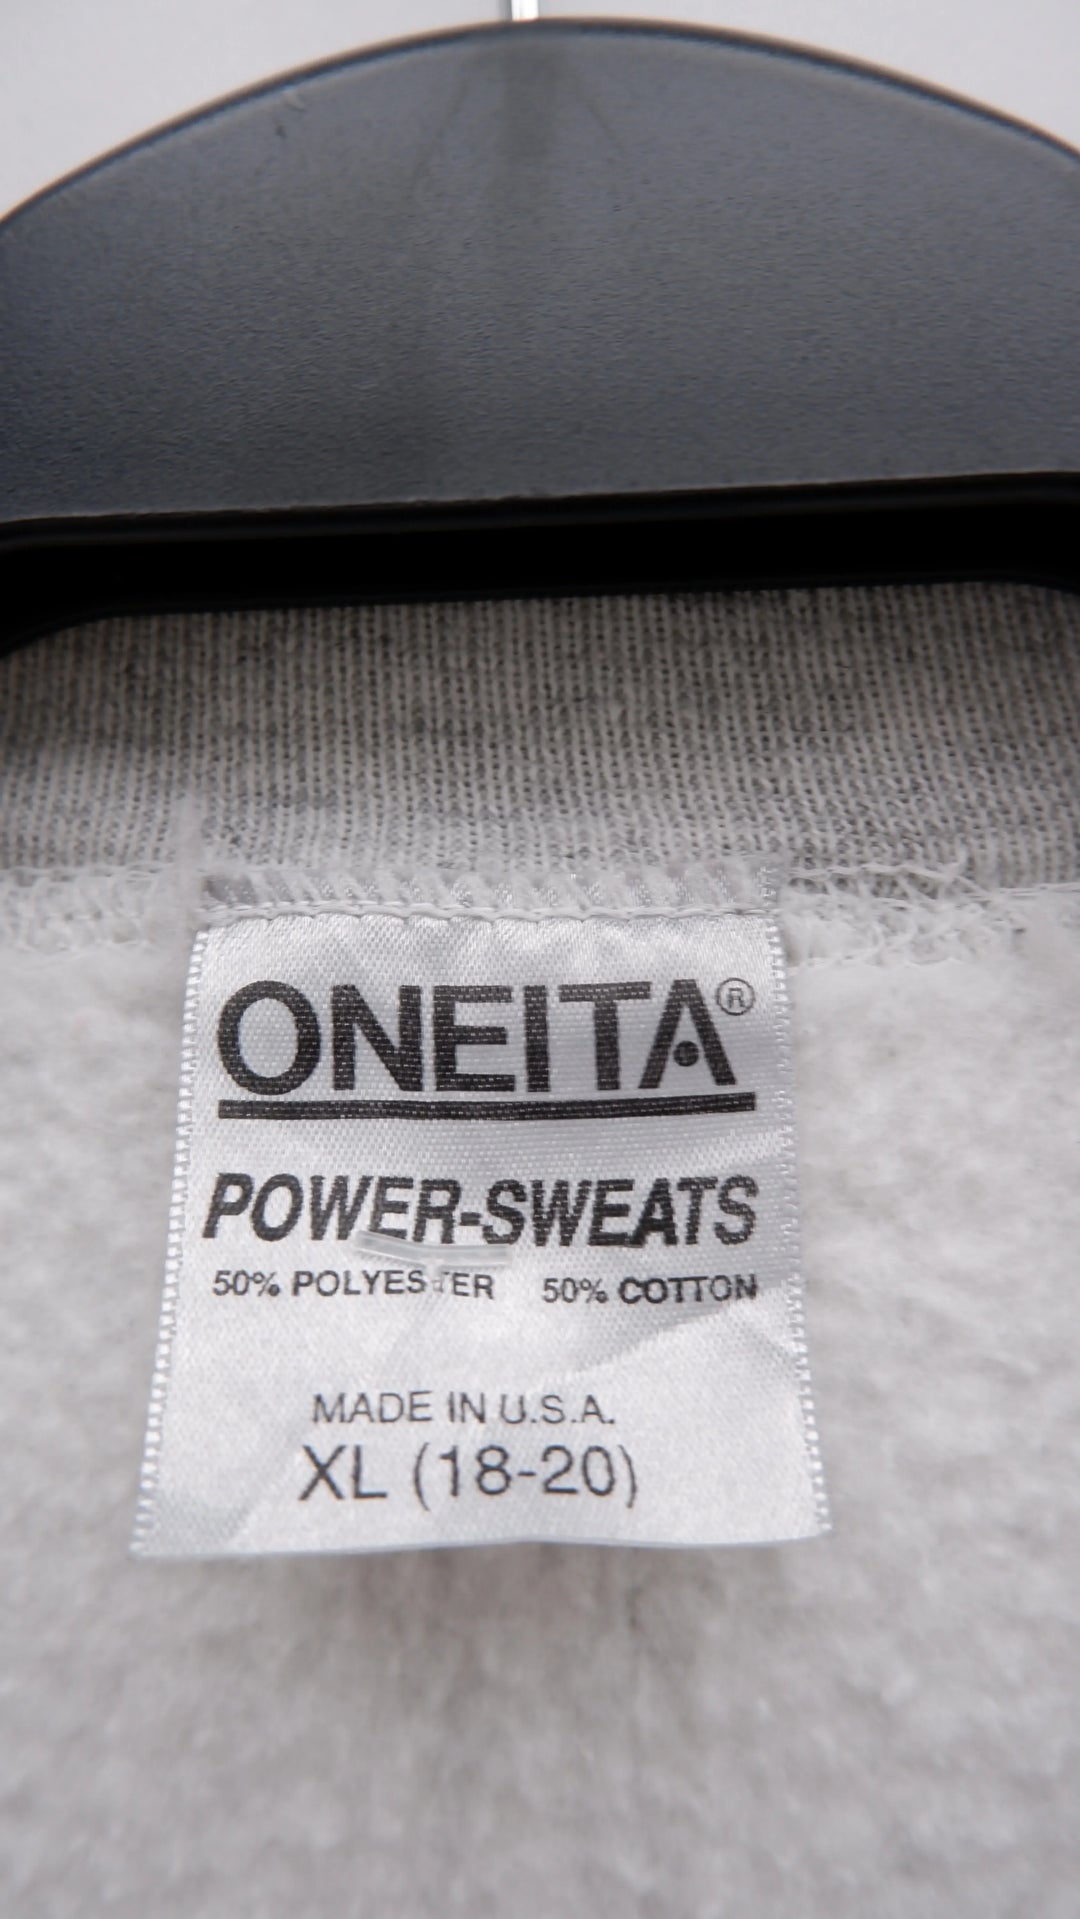 ONEITA®
POWER-SWEATS
50% POLYESTER 50% COTTON
MADE IN U.S.A.
XL (18-20)